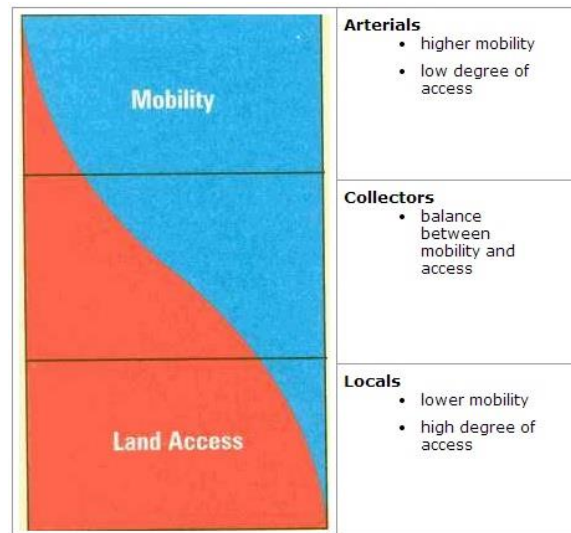 Mobility
Land Access
Arterials
• higher mobility
• low degree of
access
Collectors
• balance
between
mobility and
access
Locals
• lower mobility
• high degree of
access